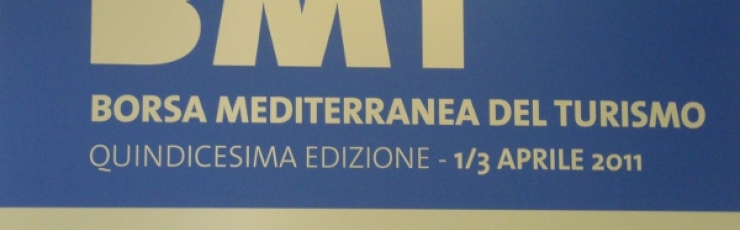 BMT
BORSA MEDITERRANEA DEL TURISMO
QUINDICESIMA EDIZIONE - 1/3 APRILE 2011